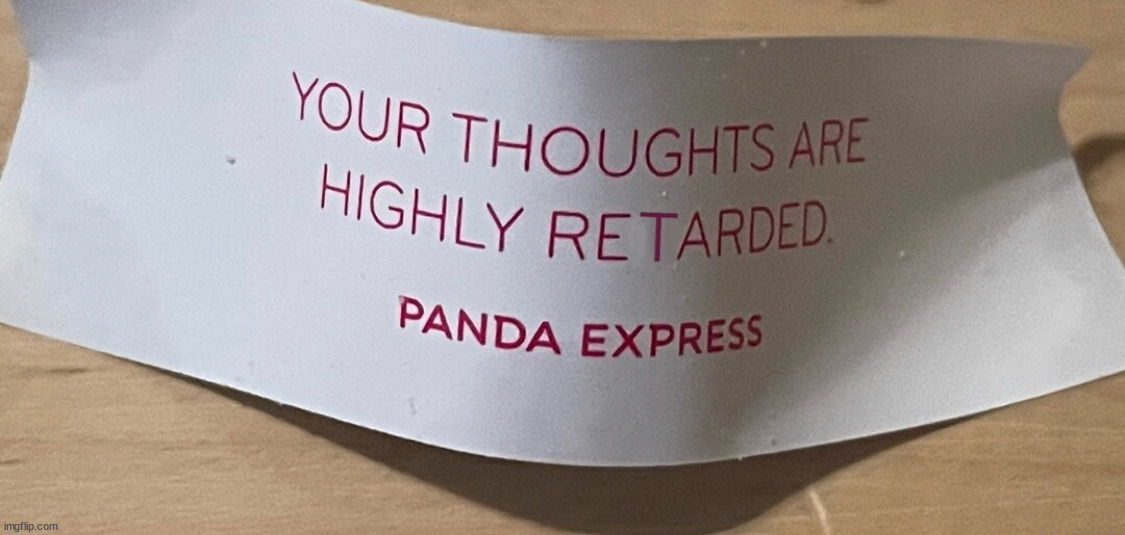 YOUR THOUGHTS ARE
HIGHLY RETARDED.
PANDA EXPRESS
imgflip.com